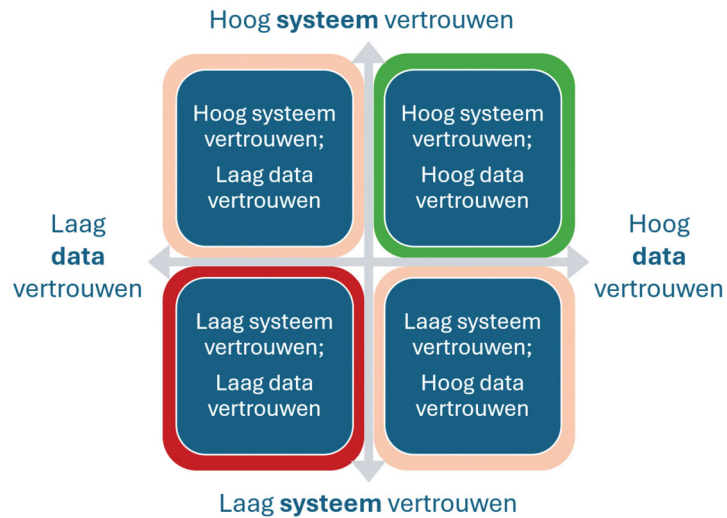 Hoog systeem vertrouwen
Hoog systeem
vertrouwen;
Laag data
vertrouwen
Hoog systeem
vertrouwen;
Hoog data
vertrouwen
Laag
data
vertrouwen
Hoog
data
vertrouwen
Laag systeem
vertrouwen;
Laag data
vertrouwen
Laag systeem
vertrouwen;
Hoog data
vertrouwen
Laag systeem vertrouwen